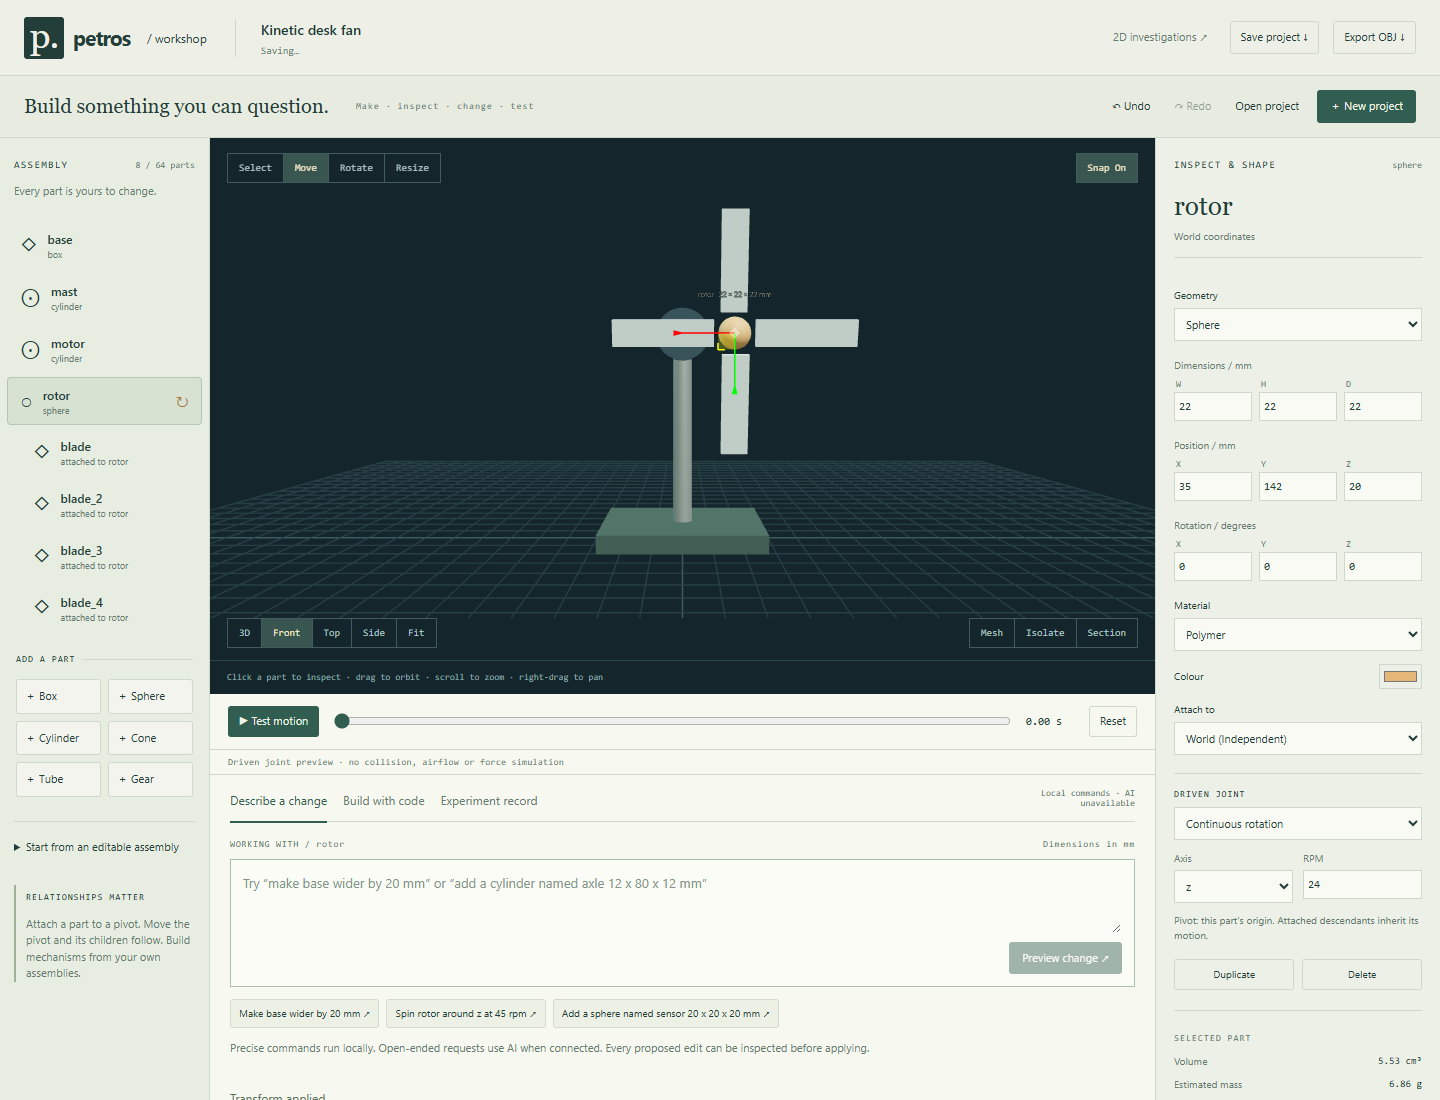 p. petros / workshop
Kinetic desk fan
Saving…
2D investigations ↗
Save project ↓
Export OBJ ↓
Build something you can question.
Make · inspect · change · test
↶ Undo
↷ Redo
Open project
+ New project
ASSEMBLY
8 / 64 parts
Every part is yours to change.
base
box
mast
cylinder
motor
cylinder
rotor
sphere
blade
attached to rotor
blade_2
attached to rotor
blade_3
attached to rotor
blade_4
attached to rotor
ADD A PART
+ Box
+ Sphere
+ Cylinder
+ Cone
+ Tube
+ Gear
▶ Start from an editable assembly
RELATIONSHIPS MATTER
Attach a part to a pivot. Move the
pivot and its children follow. Build
mechanisms from your own
assemblies.
Select
Move
Rotate
Resize
Snap On
rotor 22 × 22 × 22 mm
3D
Front
Top
Side
Fit
Mesh
Isolate
Section
Click a part to inspect · drag to orbit · scroll to zoom · right-drag to pan
▶ Test motion
0.00 s
Reset
Driven joint preview · no collision, airflow or force simulation
Describe a change
Build with code
Experiment record
Local commands · AI
unavailable
WORKING WITH / rotor
Dimensions in mm
Try “make base wider by 20 mm” or “add a cylinder named axle 12 x 80 x 12 mm”
Preview change ↗
Make base wider by 20 mm ↗
Spin rotor around z at 45 rpm ↗
Add a sphere named sensor 20 x 20 x 20 mm ↗
Precise commands run locally. Open-ended requests use AI when connected. Every proposed edit can be inspected before applying.
Transform applied
INSPECT & SHAPE
sphere
rotor
World coordinates
Geometry
Sphere
Dimensions / mm
W H D
22 22 22
Position / mm
X Y Z
35 142 20
Rotation / degrees
X Y Z
0 0 0
Material
Polymer
Colour
Attach to
World (Independent)
DRIVEN JOINT
Continuous rotation
Axis RPM
z 24
Pivot: this part's origin. Attached descendants inherit its
motion.
Duplicate
Delete
SELECTED PART
Volume 5.53 cm³
Estimated mass 6.86 g